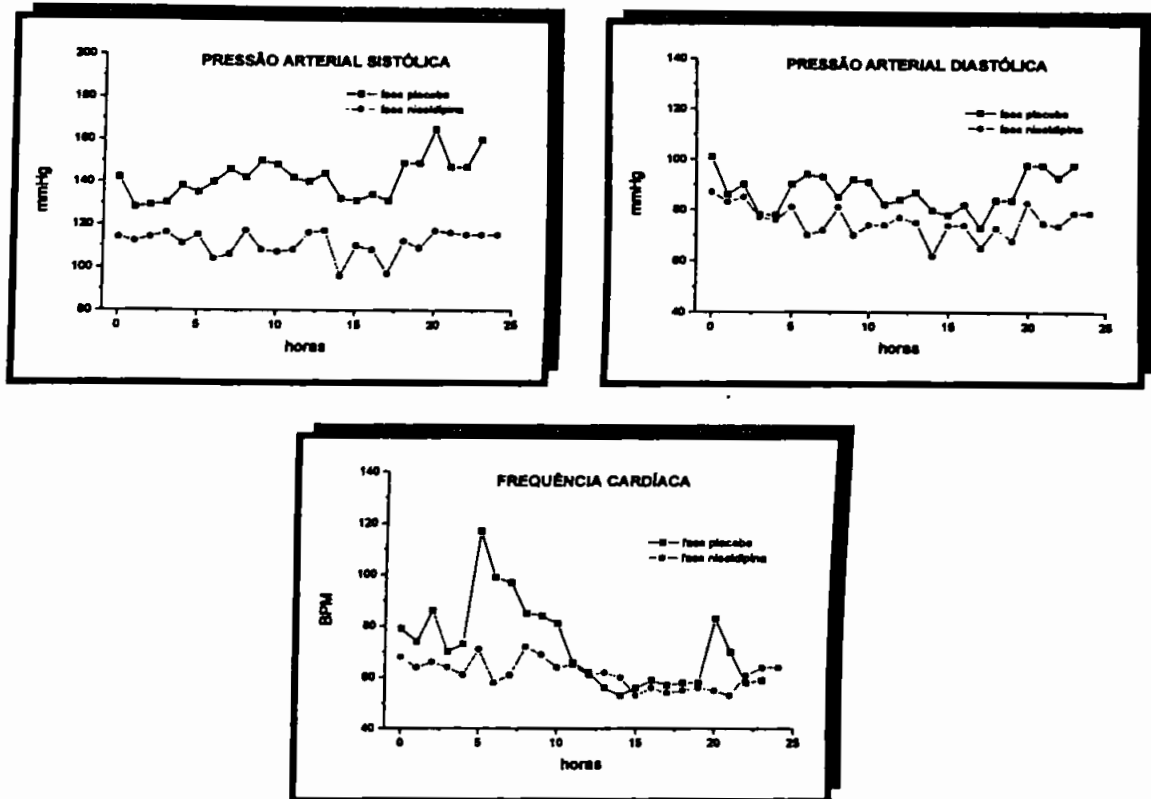 PRESSÃO ARTERIAL SISTÓLICA
fase placebo
fase nisoldipina
mmHg
200
180
160
140
120
100
80
0 5 10 15 20 25
horas
PRESSÃO ARTERIAL DIASTÓLICA
fase placebo
fase nisoldipina
mmHg
140
120
100
80
60
40
0 5 10 15 20 25
horas
FREQUÊNCIA CARDÍACA
fase placebo
fase nisoldipina
BPM
140
120
100
80
60
40
0 5 10 15 20 25
horas